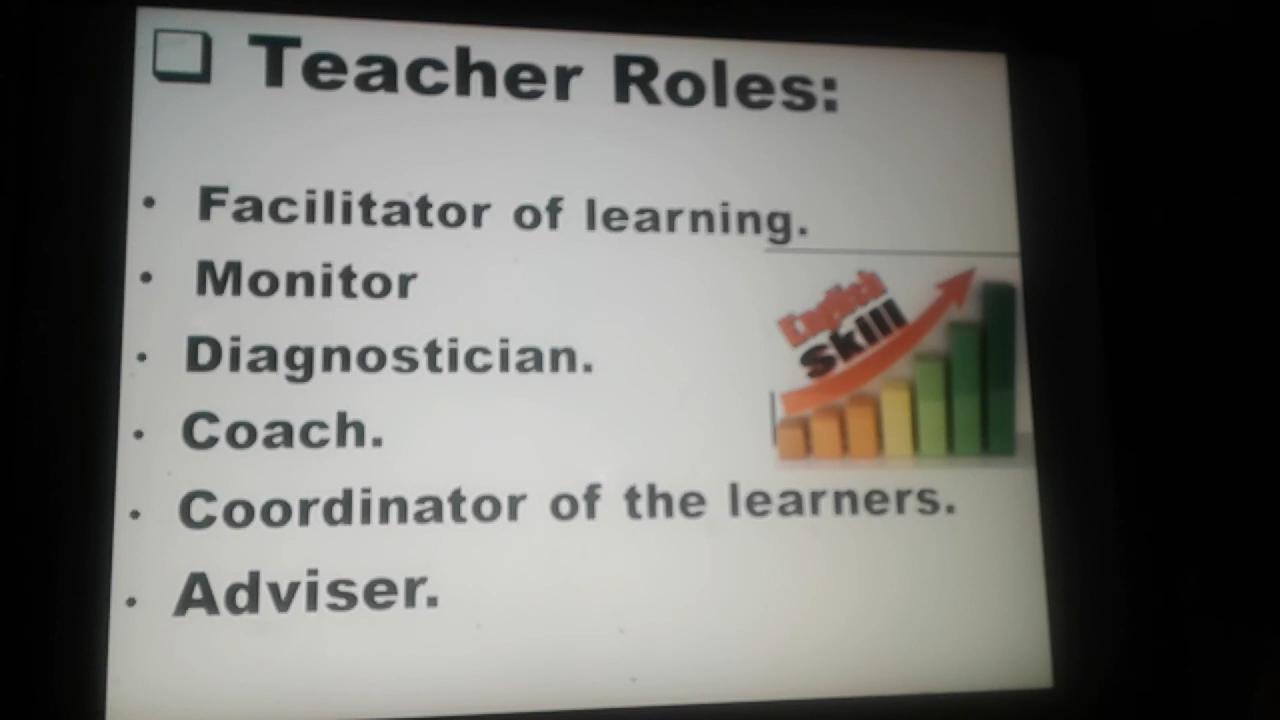 Teacher Roles:
• Facilitator of learning.
• Monitor
• Diagnostician.
• Coach.
• Coordinator of the learners.
• Adviser.
English
skill